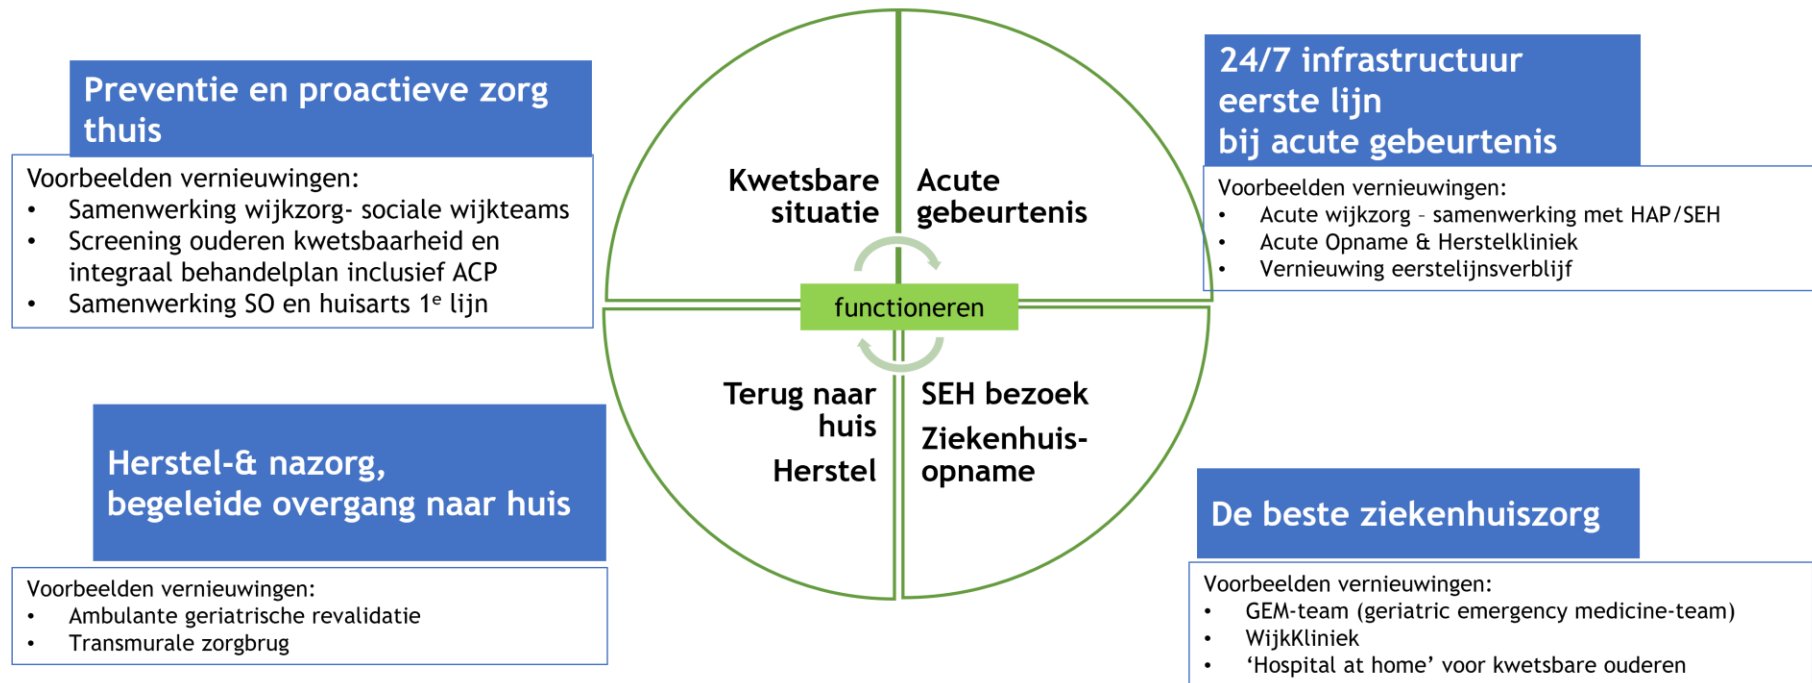 Preventie en proactieve zorg
thuis
Voorbeelden vernieuwingen:
• Samenwerking wijkzorg- sociale wijkteams
• Screening ouderen kwetsbaarheid en
integraal behandelplan inclusief ACP
• Samenwerking SO en huisarts 1e lijn
Kwetsbare
situatie
Acute
gebeurtenis
24/7 infrastructuur
eerste lijn
bij acute gebeurtenis
Voorbeelden vernieuwingen:
• Acute wijkzorg – samenwerking met HAP/SEH
• Acute Opname & Herstelkliniek
• Vernieuwing eerstelijnsverblijf
functioneren
Herstel-& nazorg,
begeleide overgang naar huis
Voorbeelden vernieuwingen:
• Ambulante geriatrische revalidatie
• Transmurale zorgbrug
Terug naar
huis
Herstel
SEH bezoek
Ziekenhuis-
opname
De beste ziekenhuiszorg
Voorbeelden vernieuwingen:
• GEM-team (geriatric emergency medicine-team)
• WijkKliniek
• ‘Hospital at home’ voor kwetsbare ouderen